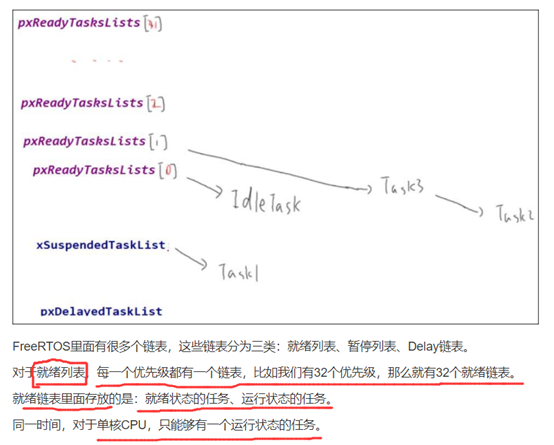 pxReadyTasksLists[31]
pxReadyTasksLists[2]
pxReadyTasksLists[1]
pxReadyTasksLists[0]
IdleTask
Task3
Task2
xSuspendedTaskList
Task1
pxDelayedTaskList
FreeRTOS里面有很多个链表，这些链表分为三类：就绪列表、暂停列表、Delay链表。
对于就绪列表，每一个优先级都有一个链表，比如我们有32个优先级，那么就有32个就绪链表。
就绪链表里面存放的是：就绪状态的任务、运行状态的任务。
同一时间，对于单核CPU，只能够有一个运行状态的任务。